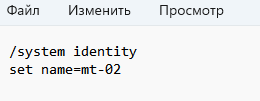 Файл Изменить Просмотр
/system identity
set name=mt-02